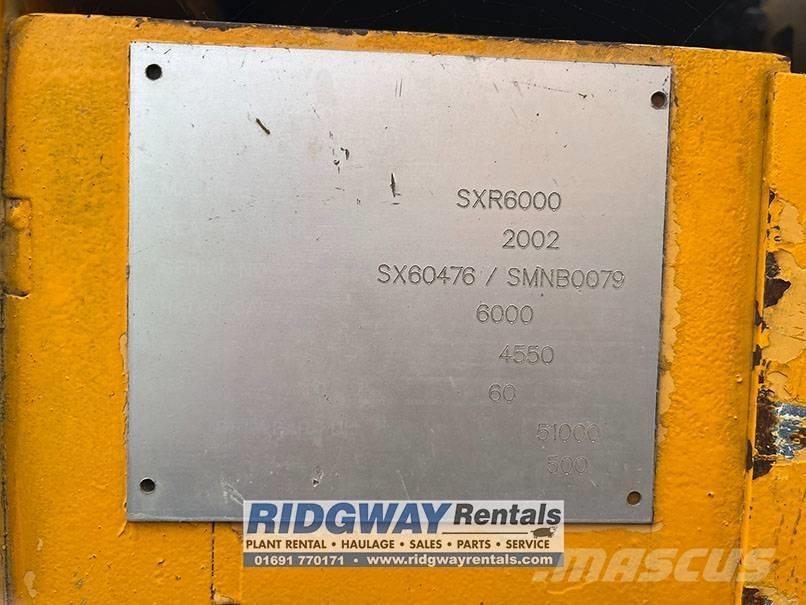 SXR6000
2002
SX60476 / SMNB0079
6000
4550
60
51000
500
RIDGWAY Rentals
PLANT RENTAL • HAULAGE • SALES • PARTS • SERVICE
01691 770171 • www.ridgwayrentals.com
MASCUS